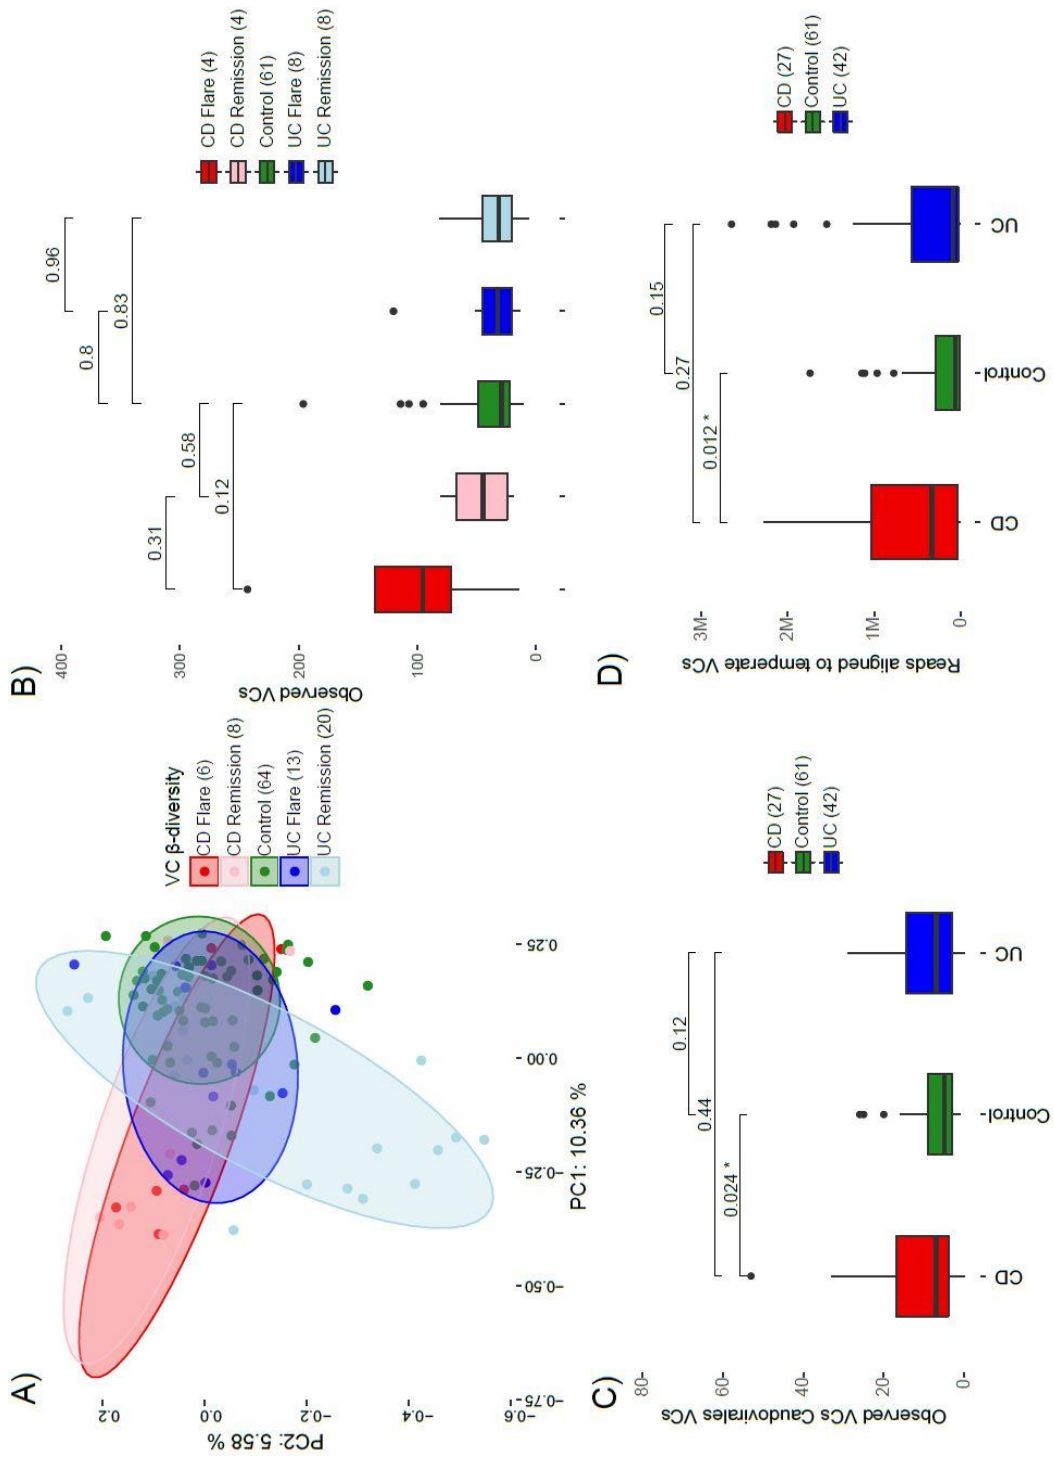 A)
PC2: 5.58 %
0.2
0.0
−0.2
−0.4
−0.6
−0.75
−0.50
−0.25
0.00
0.25
PC1: 10.36 %
VC β-diversity
CD Flare (6)
CD Remission (8)
Control (64)
UC Flare (13)
UC Remission (20)
B)
Observed VCs
400
300
200
100
0
0.31
0.12
0.58
0.8
0.83
0.96
CD Flare (4)
CD Remission (4)
Control (61)
UC Flare (8)
UC Remission (8)
C)
Observed VCs Caudovirales VCs
80
60
40
20
0
0.024 *
0.44
0.12
CD
Control
UC
CD (27)
Control (61)
UC (42)
D)
Reads aligned to temperate VCs
3M
2M
1M
0
0.012 *
0.27
0.15
CD
Control
UC
CD (27)
Control (61)
UC (42)